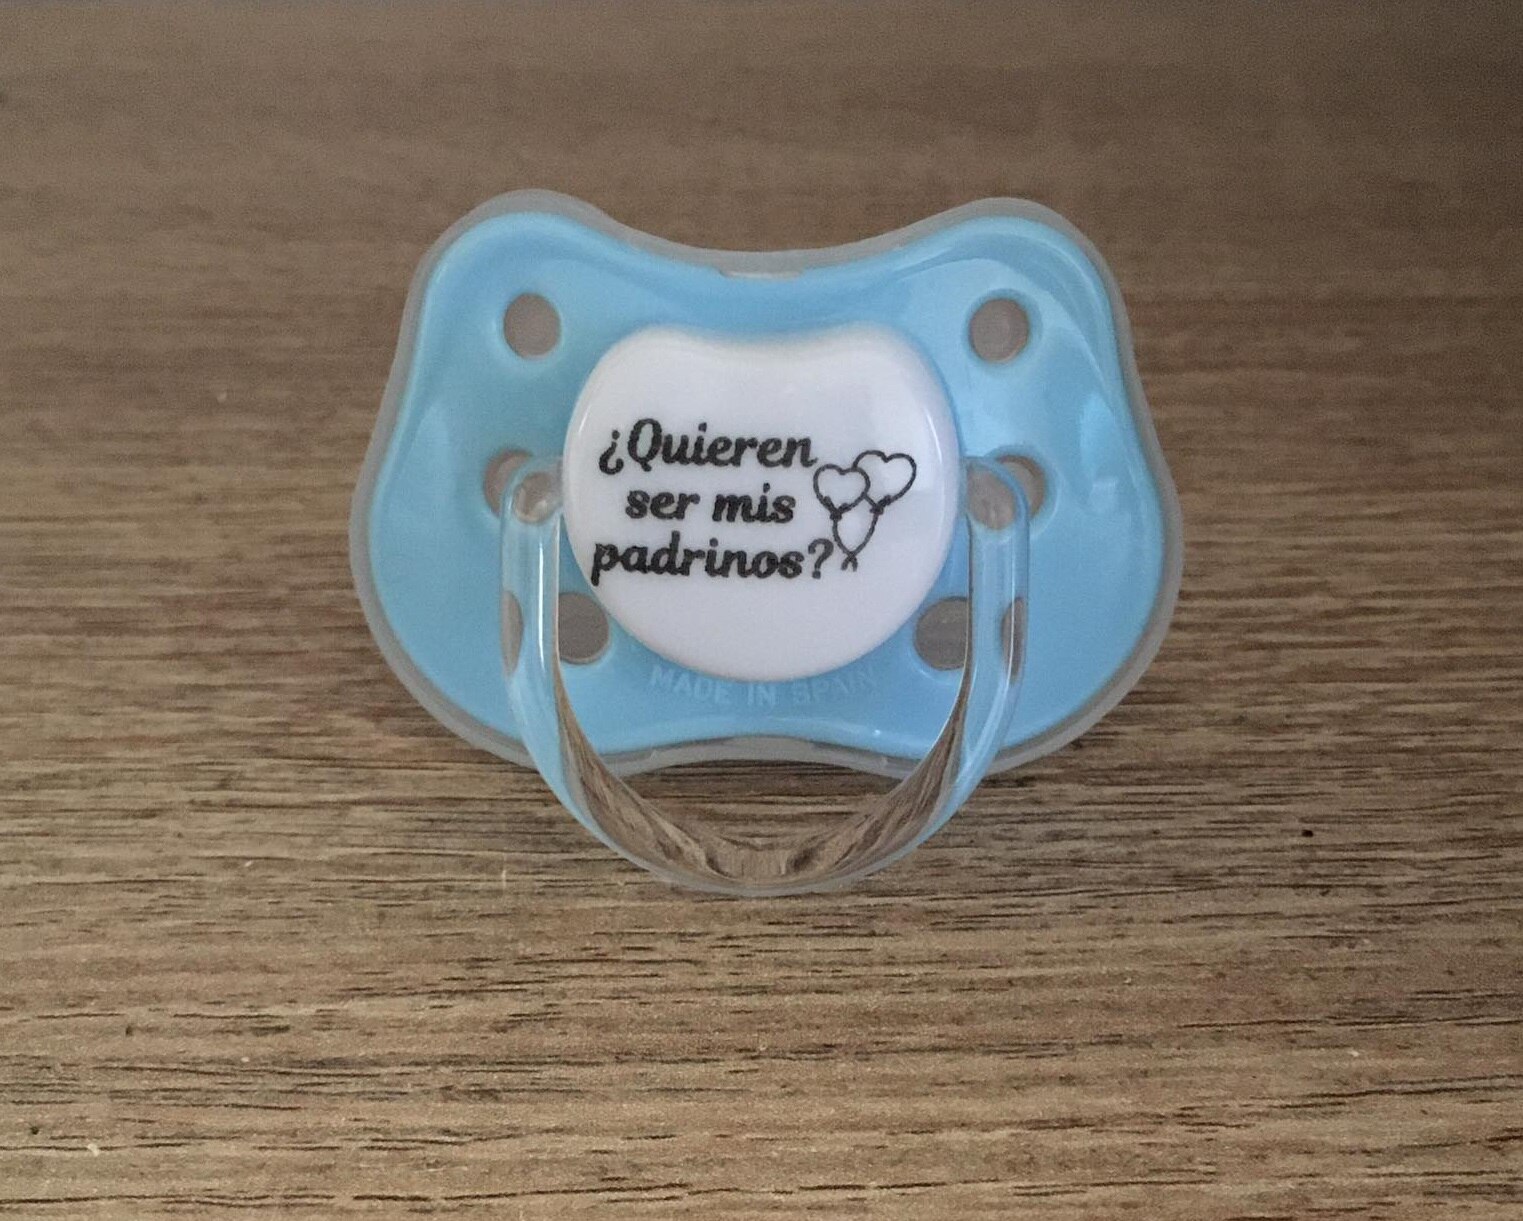 ¿Quieren
ser mis
padrinos?
MADE IN SPAIN